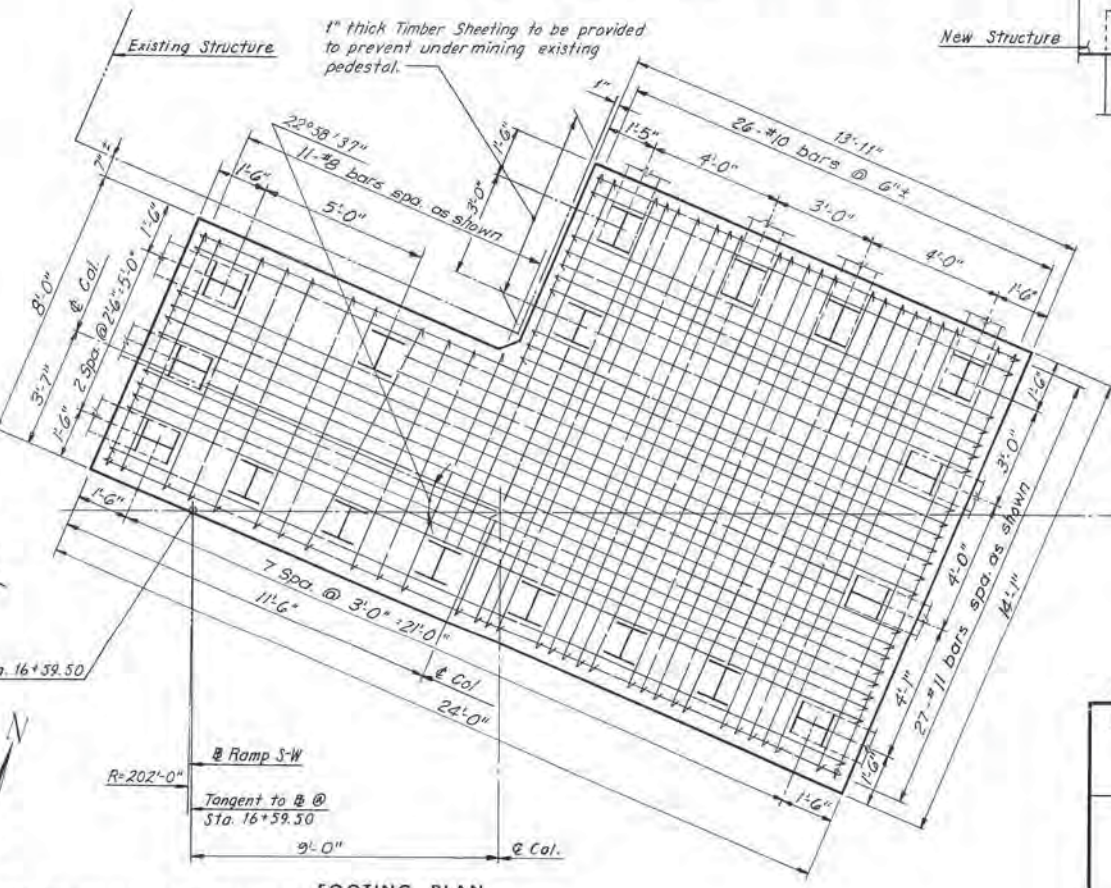 Existing Structure
1" thick Timber Sheeting to be provided
to prevent undermining existing
pedestal.
New Structure
22°58'37"
11-#8 bars spa. as shown
1'-6"
5'-0"
7"±
8'-0"
1'-6"
℄ Col.
3'-7"
2 Spa. @ 2'-6" = 5'-0"
1'-6"
3'-0"
1'-6"
1"
13'-11"
26-#10 bars @ 6"±
1'-5"
4'-0"
3'-0"
4'-0"
1'-6"
1'-6"
3'-0"
4'-0"
4'-1"
1'-6"
27-#11 bars spa. as shown
14'-1"
1'-6"
7 Spa. @ 3'-0" = 21'-0"
11'-6"
℄ Col.
24'-0"
1'-6"
16+59.50
N
Ramp S-W
R=202'-0"
Tangent to @
Sta. 16+59.50
9'-0"
℄ Col.
FOOTING PLAN